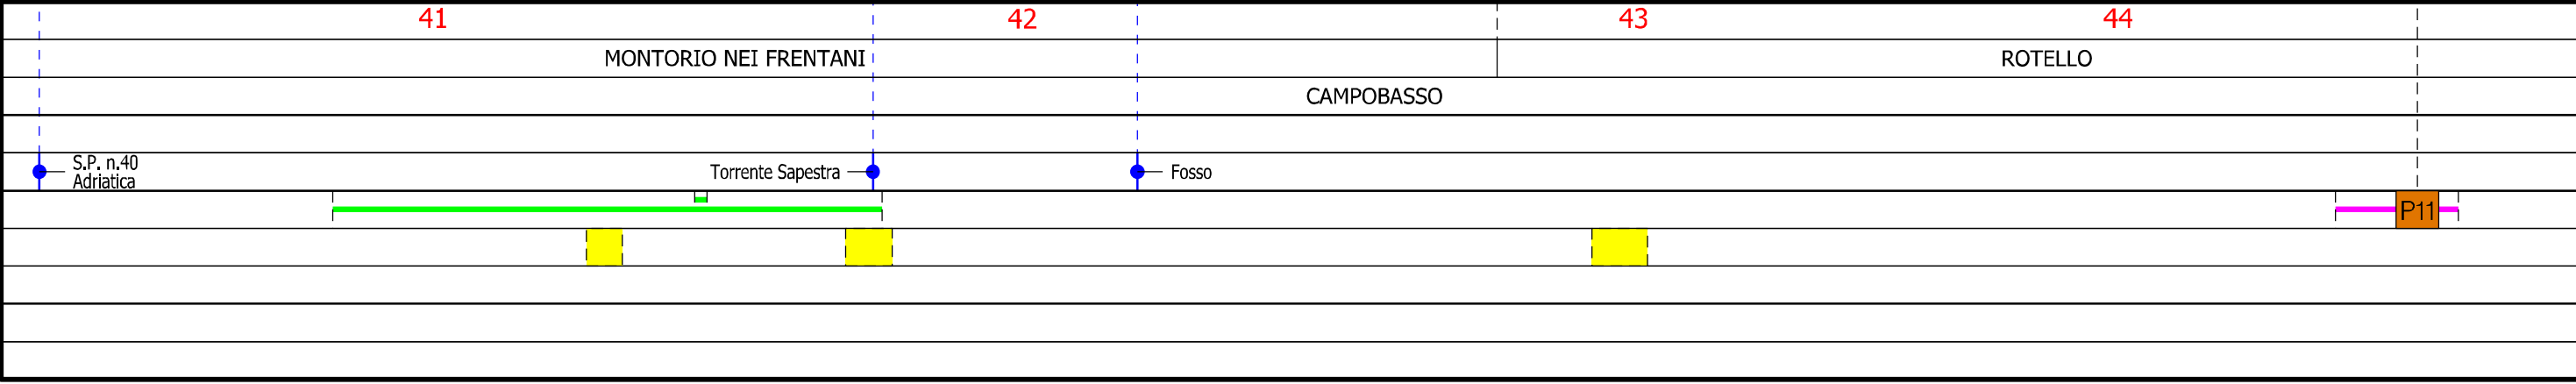 41 42 43 44
MONTORIO NEI FRENTANI ROTELLO
CAMPOBASSO
S.P. n.40
Adriatica
Torrente Sapestra
Fosso
P11